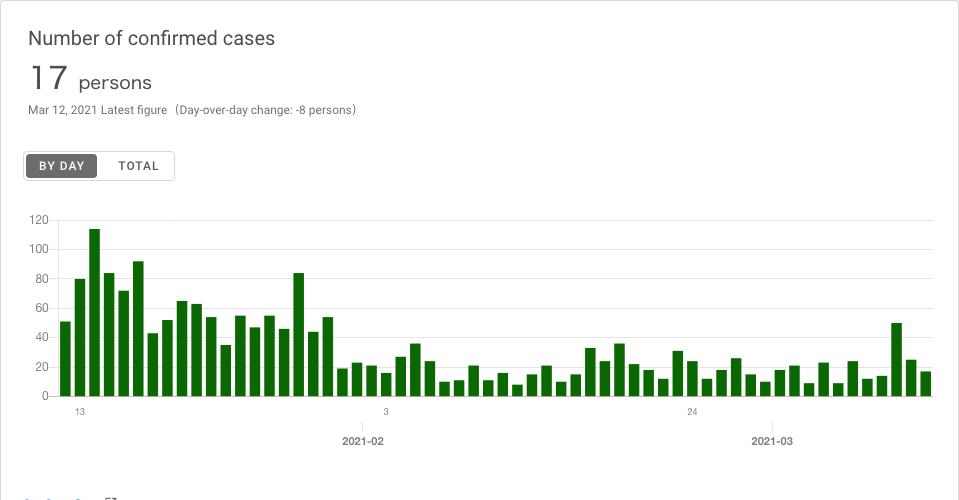 Number of confirmed cases
17 persons
Mar 12, 2021 Latest figure（Day-over-day change: -8 persons）
BY DAY
TOTAL
120
100
80
60
40
20
0
13
3
24
2021-02
2021-03